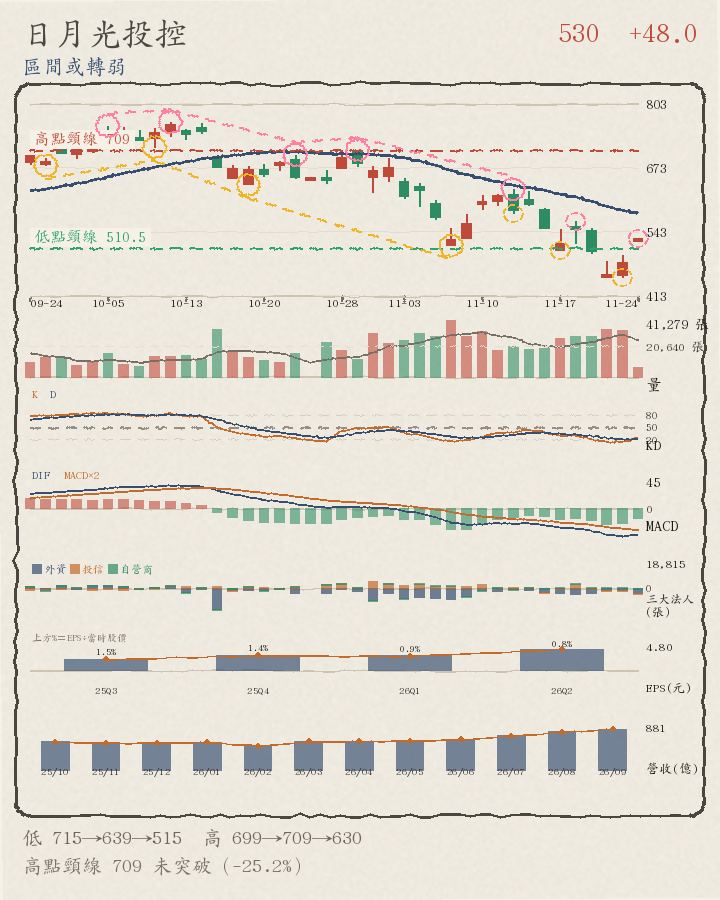 日月光投控
530 +48.0
區間或轉弱
803
高點頸線 709
673
低點頸線 510.5
543
413
09-24 10-05 10-13 10-20 10-28 11-03 11-10 11-17 11-24
41,279 張
20,640 張
量
K D
80
50
20
KD
DIF MACD×2
45
0
MACD
18,815
外資 投信 自營商
0
三大法人
(張)
上方%=EPS÷當時股價
1.5% 1.4% 0.9% 0.8%
4.80
25Q3 25Q4 26Q1 26Q2
EPS(元)
881
25/10 25/11 25/12 26/01 26/02 26/03 26/04 26/05 26/06 26/07 26/08 26/09
營收(億)
低 715→639→515 高 699→709→630
高點頸線 709 未突破 (-25.2%)